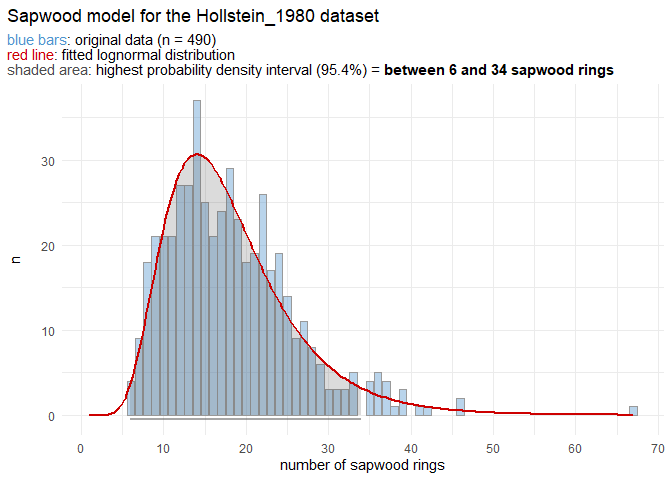 Sapwood model for the Hollstein_1980 dataset
blue bars: original data (n = 490)
red line: fitted lognormal distribution
shaded area: highest probability density interval (95.4%) = between 6 and 34 sapwood rings
n
30
20
10
0
0 10 20 30 40 50 60 70
number of sapwood rings